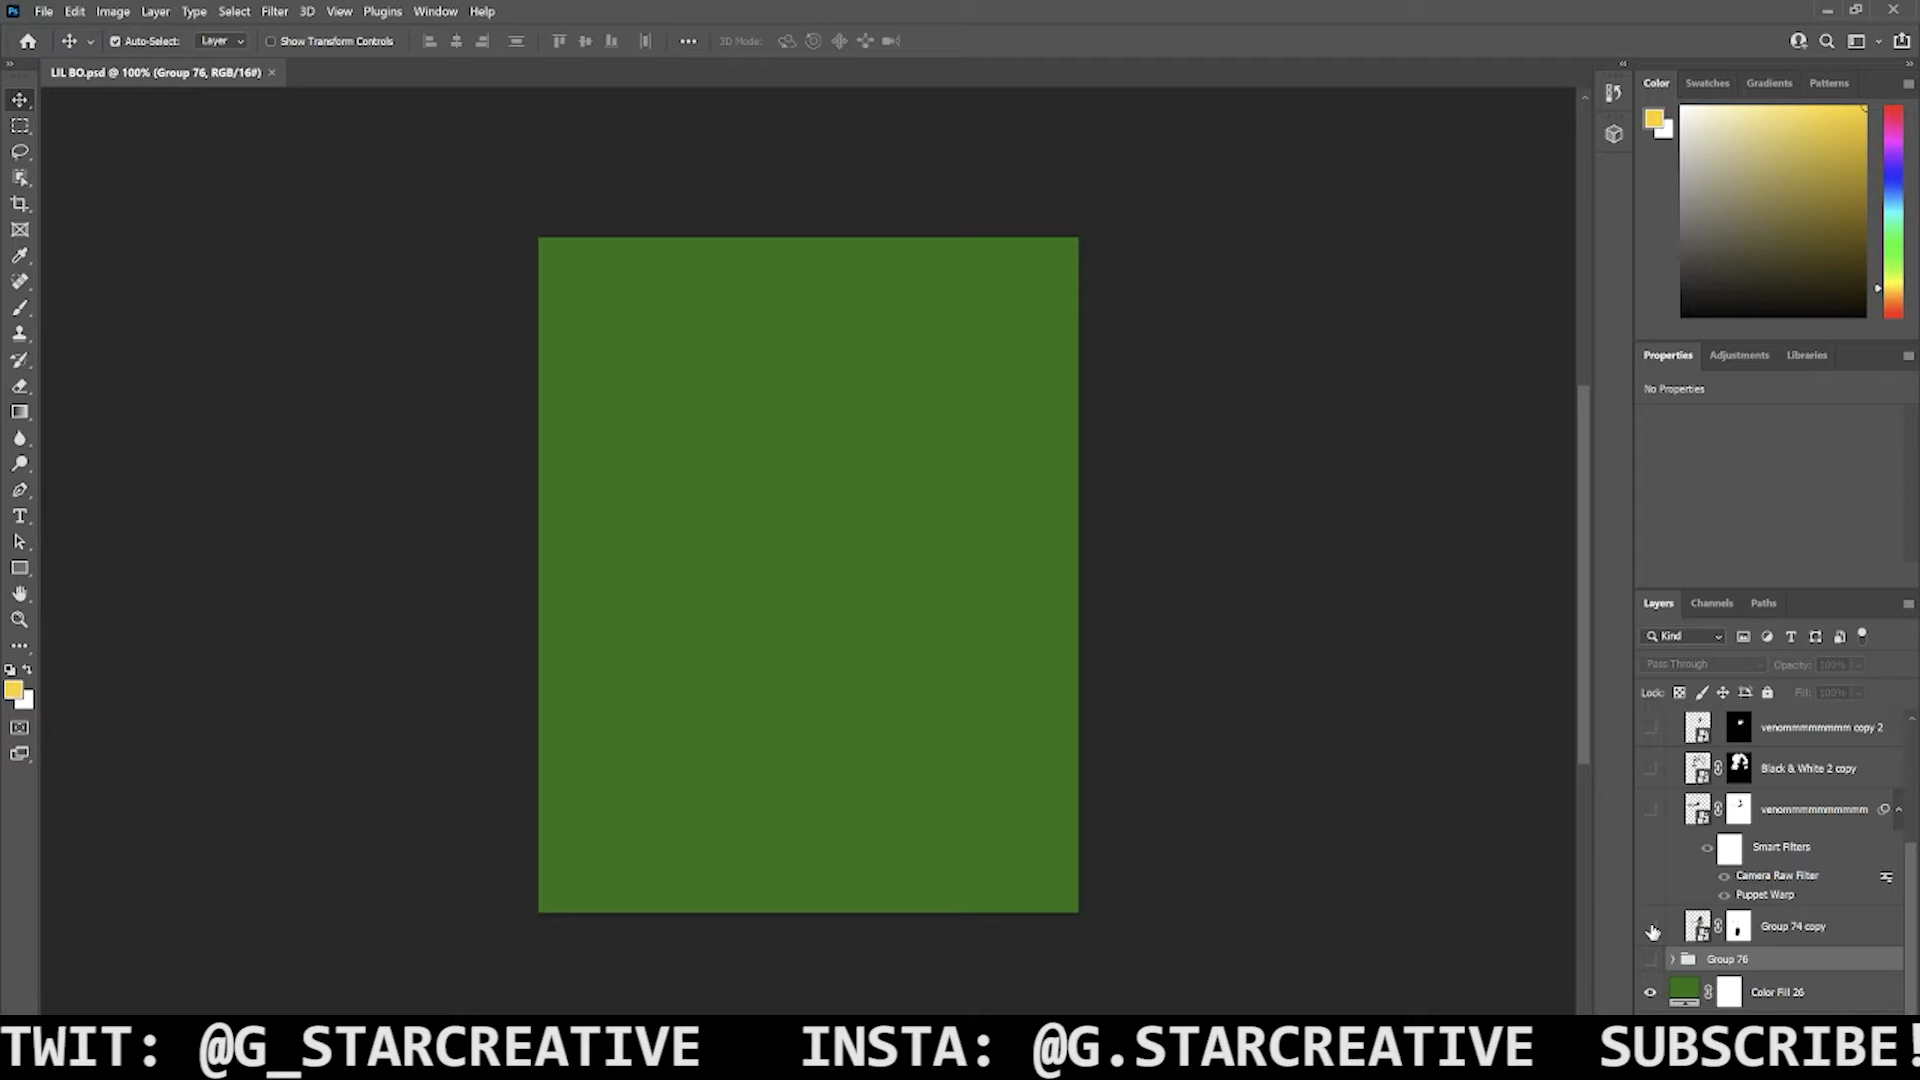 Ps File Edit Image Layer Type Select Filter 3D View Plugins Window Help
Auto-Select: Layer Show Transform Controls 3D Mode:
LIL BO.psd @ 100% (Group 76, RGB/16#) ×
Color Swatches Gradients Patterns
Properties Adjustments Libraries
No Properties
Layers Channels Paths
Kind
Pass Through Opacity: 100%
Lock: Fill: 100%
venommmmmmmm copy 2
Black & White 2 copy
Smart Filters
Camera Raw Filter
Puppet Warp
Group 74 copy
Group 76
Color Fill 26
TWIT: @G_STARCREATIVE INSTA: @G.STARCREATIVE SUBSCRIBE!